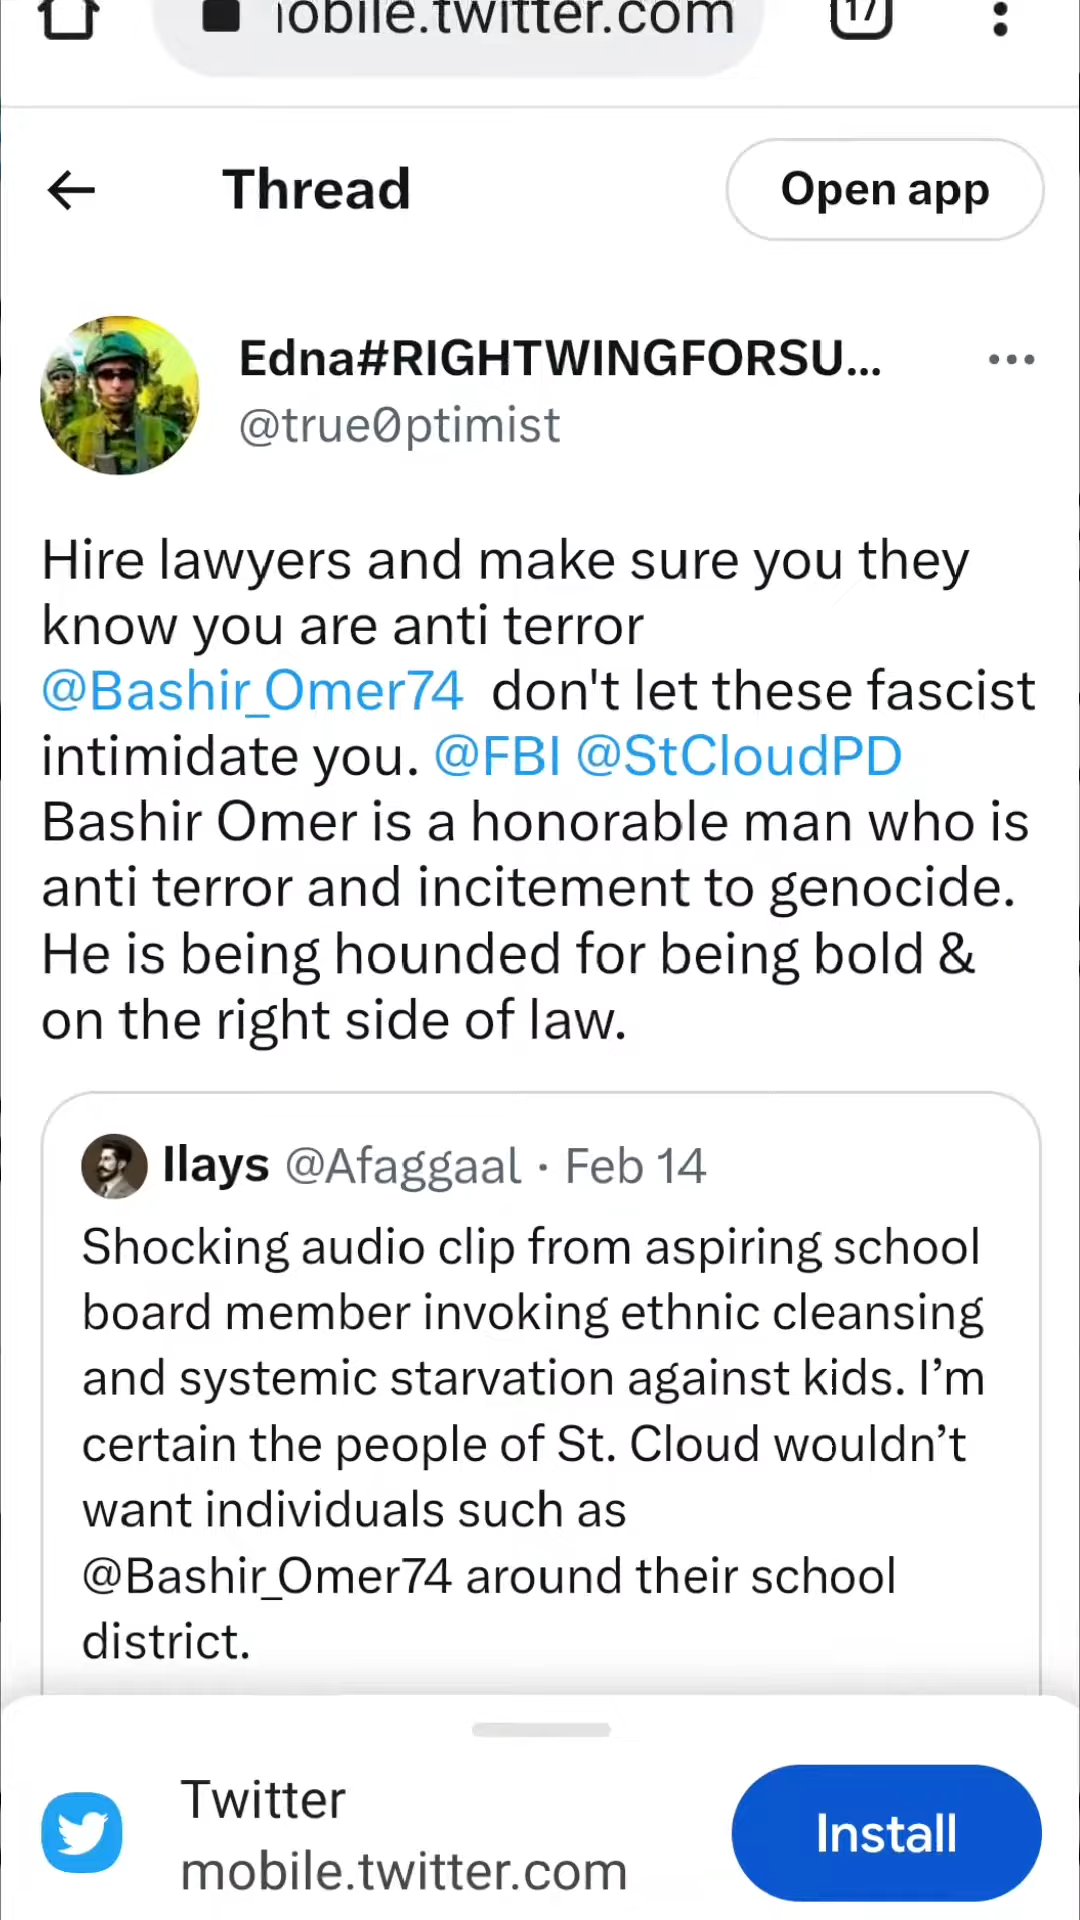 mobile.twitter.com
17
Thread
Open app
Edna#RIGHTWINGFORSU...
@true0ptimist
Hire lawyers and make sure you they
know you are anti terror
@Bashir_Omer74 don't let these fascist
intimidate you. @FBI @StCloudPD
Bashir Omer is a honorable man who is
anti terror and incitement to genocide.
He is being hounded for being bold &
on the right side of law.
Ilays @Afaggaal · Feb 14
Shocking audio clip from aspiring school
board member invoking ethnic cleansing
and systemic starvation against kids. I’m
certain the people of St. Cloud wouldn’t
want individuals such as
@Bashir_Omer74 around their school
district.
Twitter
mobile.twitter.com
Install